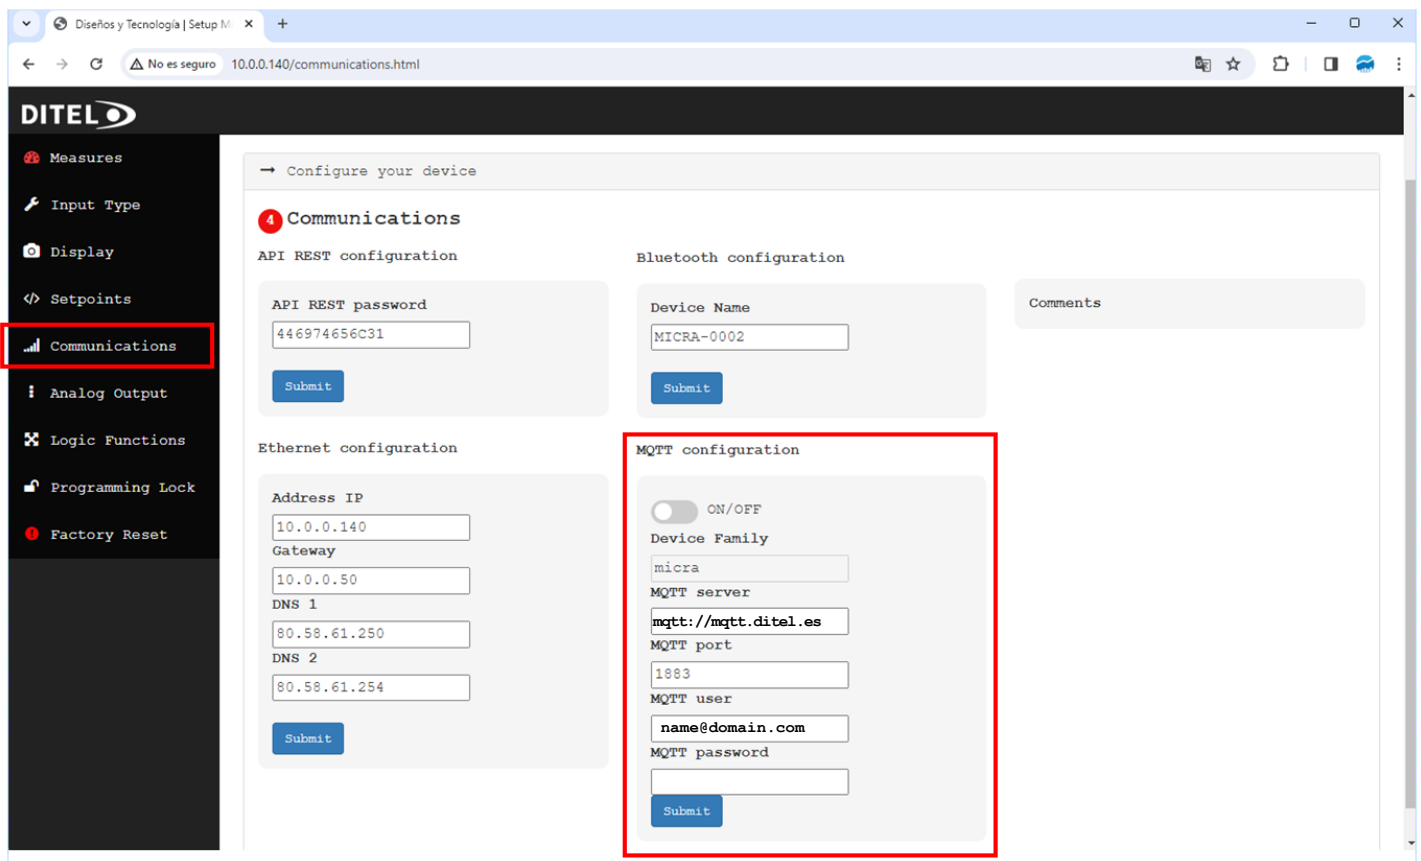 Diseños y Tecnología | Setup M
No es seguro
10.0.0.140/communications.html
DITEL
Measures
Input Type
Display
Setpoints
Communications
Analog Output
Logic Functions
Programming Lock
Factory Reset
→ Configure your device
4 Communications
API REST configuration
API REST password
446974656C31
Submit
Bluetooth configuration
Device Name
MICRA-0002
Submit
Comments
Ethernet configuration
Address IP
10.0.0.140
Gateway
10.0.0.50
DNS 1
80.58.61.250
DNS 2
80.58.61.254
Submit
MQTT configuration
ON/OFF
Device Family
micra
MQTT server
mqtt://mqtt.ditel.es
MQTT port
1883
MQTT user
name@domain.com
MQTT password
Submit